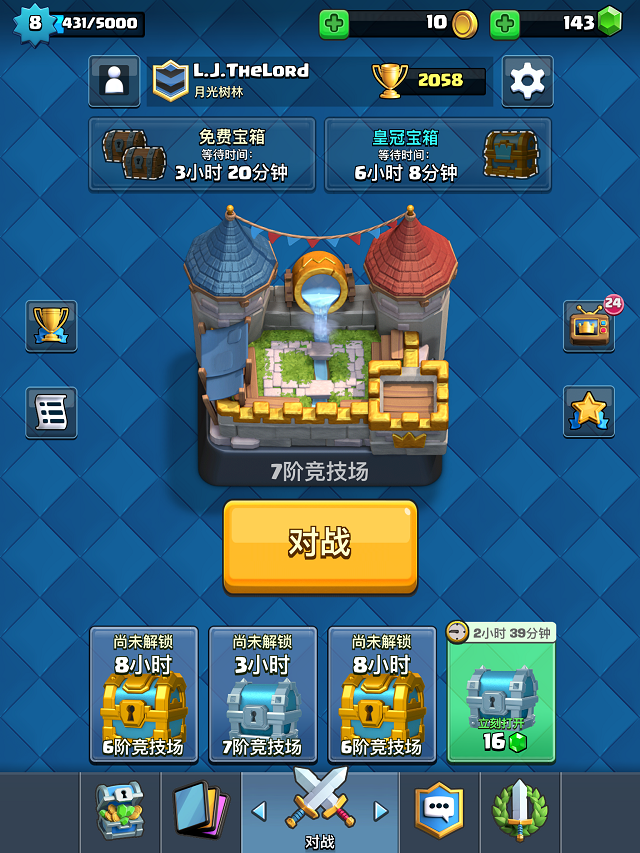 8
431/5000
10
143
L.J.TheLord
月光树林
2058
免费宝箱
等待时间:
3小时 20分钟
皇冠宝箱
等待时间:
6小时 8分钟
24
7阶竞技场
对战
尚未解锁
8小时
6阶竞技场
尚未解锁
3小时
7阶竞技场
尚未解锁
8小时
6阶竞技场
2小时 39分钟
立刻打开
16
对战